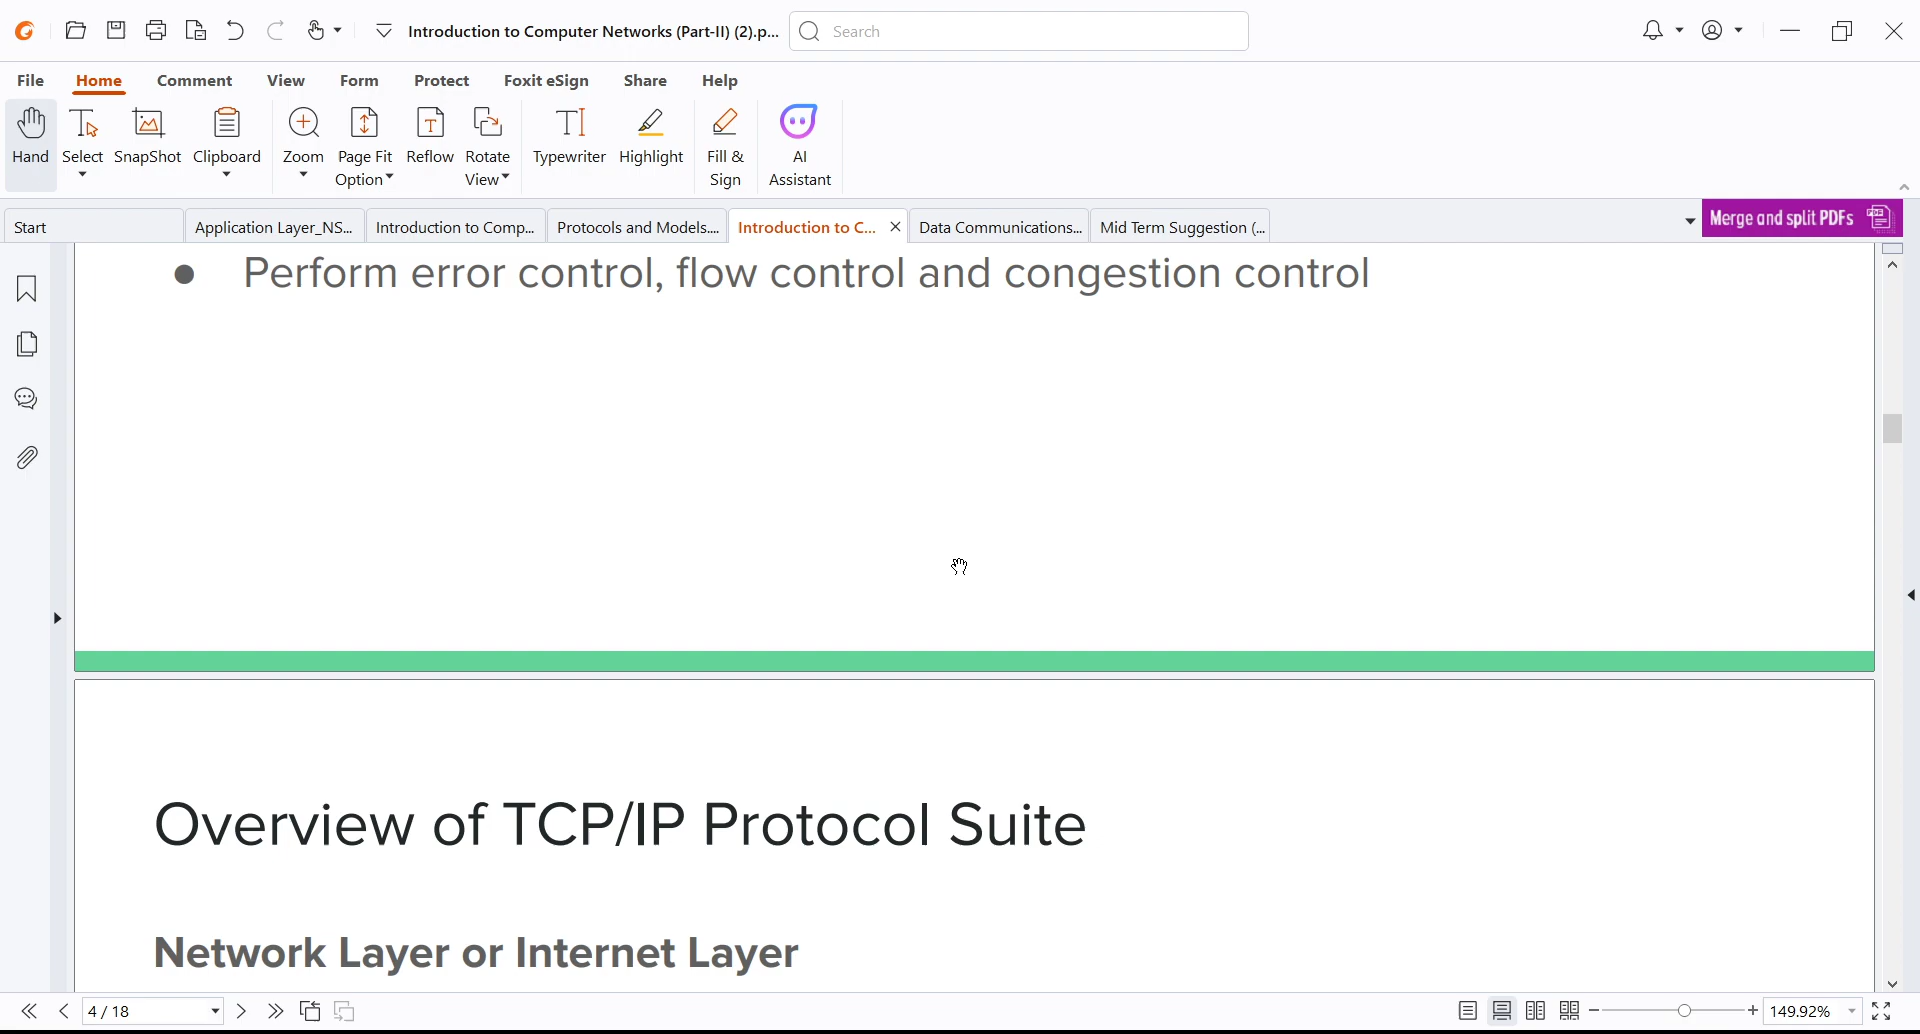 Introduction to Computer Networks (Part-II) (2).p...
Search
File Home Comment View Form Protect Foxit eSign Share Help
Hand Select SnapShot Clipboard Zoom Page Fit Option Reflow Rotate View Typewriter Highlight Fill & Sign AI Assistant
Start Application Layer_NS... Introduction to Comp... Protocols and Models.... Introduction to C... Data Communications... Mid Term Suggestion (... Merge and split PDFs
● Perform error control, flow control and congestion control
Overview of TCP/IP Protocol Suite
Network Layer or Internet Layer
4 / 18 149.92%